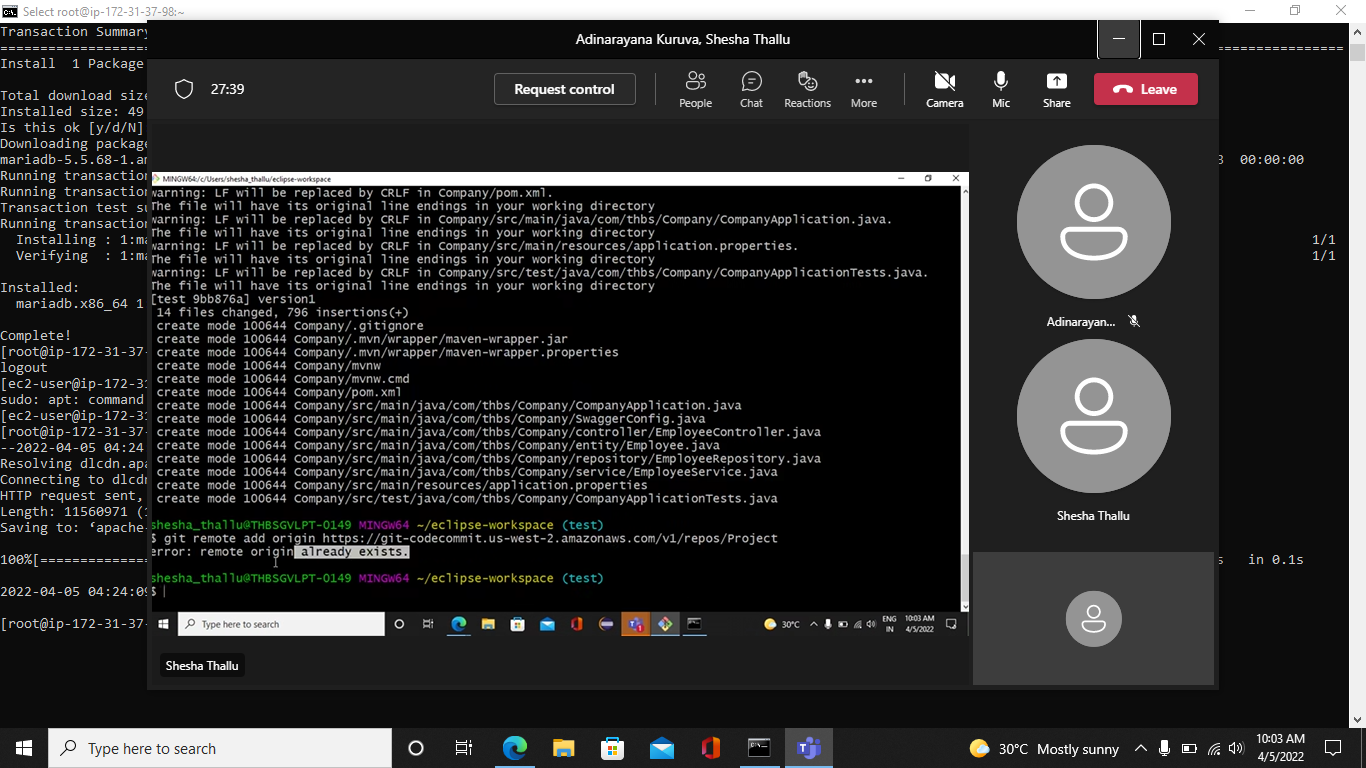 Select root@ip-172-31-37-98:~
Transaction Summary
Install 1 Package
Total download size
Installed size: 49
Is this ok [y/d/N]
Downloading package
mariadb-5.5.68-1.am
00:00:00
Running transaction
Running transaction
Transaction test su
Running transaction
Installing : 1:ma
1/1
Verifying : 1:ma
1/1
Installed:
mariadb.x86_64 1
Complete!
[root@ip-172-31-37-
logout
[ec2-user@ip-172-31
sudo: apt: command
[ec2-user@ip-172-31
[root@ip-172-31-37-
--2022-04-05 04:24
Resolving dlcdn.apa
Connecting to dlcdn
HTTP request sent,
Length: 11560971 (1
Saving to: ‘apache-
100%[==============
s in 0.1s
2022-04-05 04:24:09
[root@ip-172-31-37-
Adinarayana Kuruva, Shesha Thallu
27:39
Request control
People
Chat
Reactions
More
Camera
Mic
Share
Leave
MINGW64:/c/Users/shesha_thallu/eclipse-workspace
warning: LF will be replaced by CRLF in Company/pom.xml.
The file will have its original line endings in your working directory
warning: LF will be replaced by CRLF in Company/src/main/java/com/thbs/Company/CompanyApplication.java.
The file will have its original line endings in your working directory
warning: LF will be replaced by CRLF in Company/src/main/resources/application.properties.
The file will have its original line endings in your working directory
warning: LF will be replaced by CRLF in Company/src/test/java/com/thbs/Company/CompanyApplicationTests.java.
The file will have its original line endings in your working directory
[test 9bb876a] version1
14 files changed, 796 insertions(+)
create mode 100644 Company/.gitignore
create mode 100644 Company/.mvn/wrapper/maven-wrapper.jar
create mode 100644 Company/.mvn/wrapper/maven-wrapper.properties
create mode 100644 Company/mvnw
create mode 100644 Company/mvnw.cmd
create mode 100644 Company/pom.xml
create mode 100644 Company/src/main/java/com/thbs/Company/CompanyApplication.java
create mode 100644 Company/src/main/java/com/thbs/Company/SwaggerConfig.java
create mode 100644 Company/src/main/java/com/thbs/Company/controller/EmployeeController.java
create mode 100644 Company/src/main/java/com/thbs/Company/entity/Employee.java
create mode 100644 Company/src/main/java/com/thbs/Company/repository/EmployeeRepository.java
create mode 100644 Company/src/main/java/com/thbs/Company/service/EmployeeService.java
create mode 100644 Company/src/main/resources/application.properties
create mode 100644 Company/src/test/java/com/thbs/Company/CompanyApplicationTests.java
shesha_thallu@THBSGVLPT-0149 MINGW64 ~/eclipse-workspace (test)
$ git remote add origin https://git-codecommit.us-west-2.amazonaws.com/v1/repos/Project
error: remote origin already exists.
shesha_thallu@THBSGVLPT-0149 MINGW64 ~/eclipse-workspace (test)
$
Type here to search
30°C
ENG
IN
10:03 AM
4/5/2022
Shesha Thallu
Adinarayan...
Shesha Thallu
Type here to search
30°C Mostly sunny
10:03 AM
4/5/2022